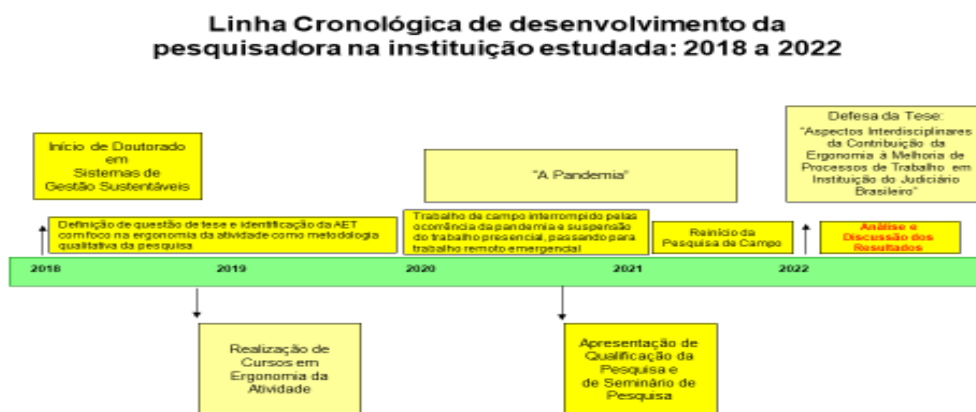 Linha Cronológica de desenvolvimento da
pesquisadora na instituição estudada: 2018 a 2022
Início de Doutorado
em
Sistemas de
Gestão Sustentáveis
"A Pandemia"
Defesa da Tese:
"Aspectos Interdisciplinares
da Contribuição da
Ergonomia à Melhoria de
Processos de Trabalho em
Instituição do Judiciário
Brasileiro"
Definição de questão de tese e identificação da AET
com foco na ergonomia da atividade como metodologia
qualitativa da pesquisa
Trabalho de campo interrompido pelas
ocorrência da pandemia e suspensão
do trabalho presencial, passando para
trabalho remoto emergencial
Reinício da
Pesquisa de Campo
Análise e
Discussão dos
Resultados
2018 2019 2020 2021 2022
Realização de
Cursos em
Ergonomia da
Atividade
Apresentação de
Qualificação da
Pesquisa e
de Seminário de
Pesquisa